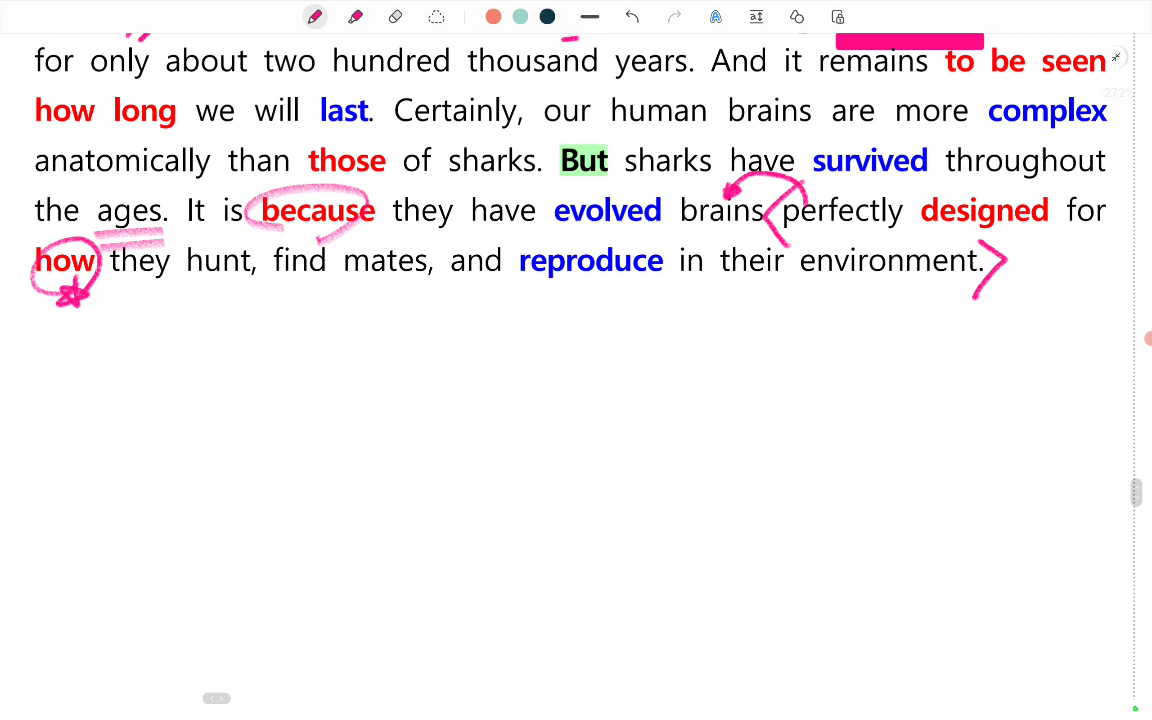 for only about two hundred thousand years. And it remains to be seen
272%
how long we will last. Certainly, our human brains are more complex
anatomically than those of sharks. But sharks have survived throughout
the ages. It is because they have evolved brains perfectly designed for
how they hunt, find mates, and reproduce in their environment.